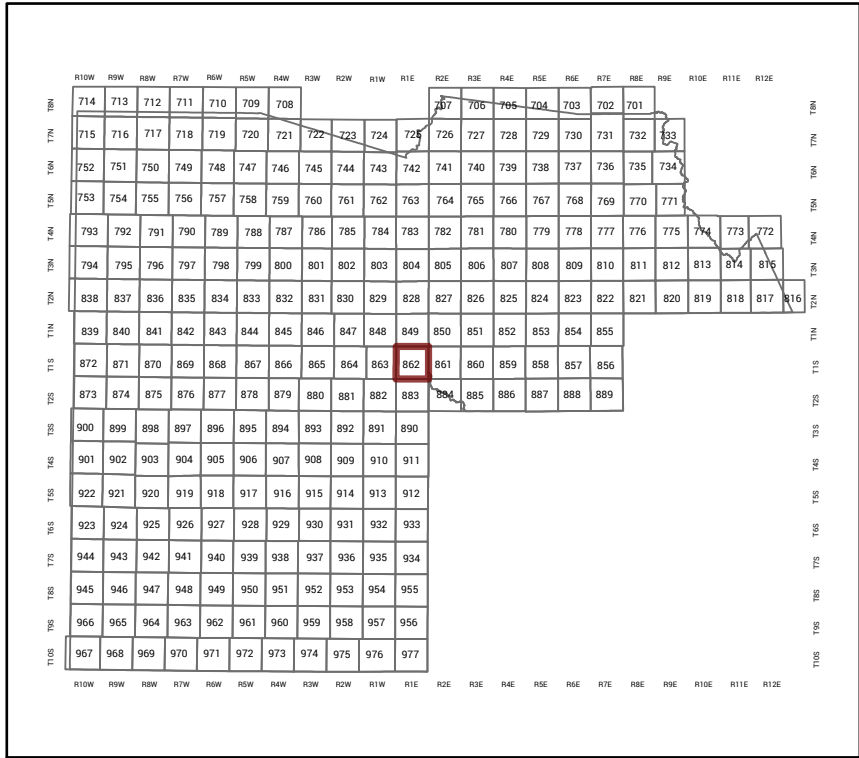 R10W R9W R8W R7W R6W R5W R4W R3W R2W R1W R1E R2E R3E R4E R5E R6E R7E R8E R9E R10E R11E R12E
T8N 714 713 712 711 710 709 708 707 706 705 704 703 702 701 T8N
T7N 715 716 717 718 719 720 721 722 723 724 725 726 727 728 729 730 731 732 733 T7N
T6N 752 751 750 749 748 747 746 745 744 743 742 741 740 739 738 737 736 735 734 T6N
T5N 753 754 755 756 757 758 759 760 761 762 763 764 765 766 767 768 769 770 771 T5N
T4N 793 792 791 790 789 788 787 786 785 784 783 782 781 780 779 778 777 776 775 774 773 772 T4N
T3N 794 795 796 797 798 799 800 801 802 803 804 805 806 807 808 809 810 811 812 813 814 815 T3N
T2N 838 837 836 835 834 833 832 831 830 829 828 827 826 825 824 823 822 821 820 819 818 817 816 T2N
T1N 839 840 841 842 843 844 845 846 847 848 849 850 851 852 853 854 855 T1N
T1S 872 871 870 869 868 867 866 865 864 863 862 861 860 859 858 857 856 T1S
T2S 873 874 875 876 877 878 879 880 881 882 883 884 885 886 887 888 889 T2S
T3S 900 899 898 897 896 895 894 893 892 891 890 T3S
T4S 901 902 903 904 905 906 907 908 909 910 911 T4S
T5S 922 921 920 919 918 917 916 915 914 913 912 T5S
T6S 923 924 925 926 927 928 929 930 931 932 933 T6S
T7S 944 943 942 941 940 939 938 937 936 935 934 T7S
T8S 945 946 947 948 949 950 951 952 953 954 955 T8S
T9S 966 965 964 963 962 961 960 959 958 957 956 T9S
T10S 967 968 969 970 971 972 973 974 975 976 977 T10S
R10W R9W R8W R7W R6W R5W R4W R3W R2W R1W R1E R2E R3E R4E R5E R6E R7E R8E R9E R10E R11E R12E